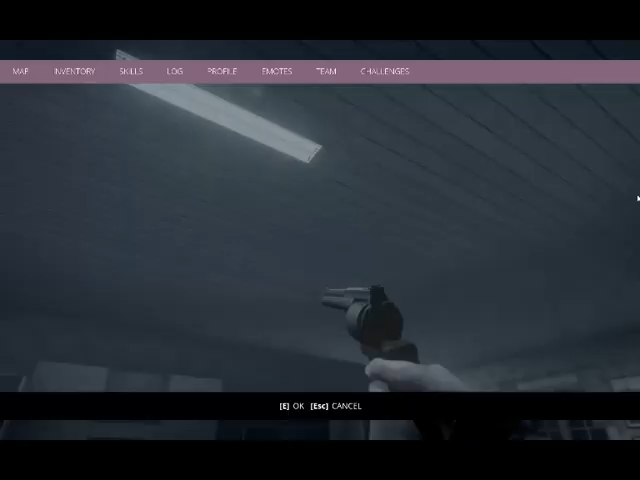 MAP INVENTORY SKILLS LOG PROFILE EMOTES TEAM CHALLENGES
[E] OK [Esc] CANCEL